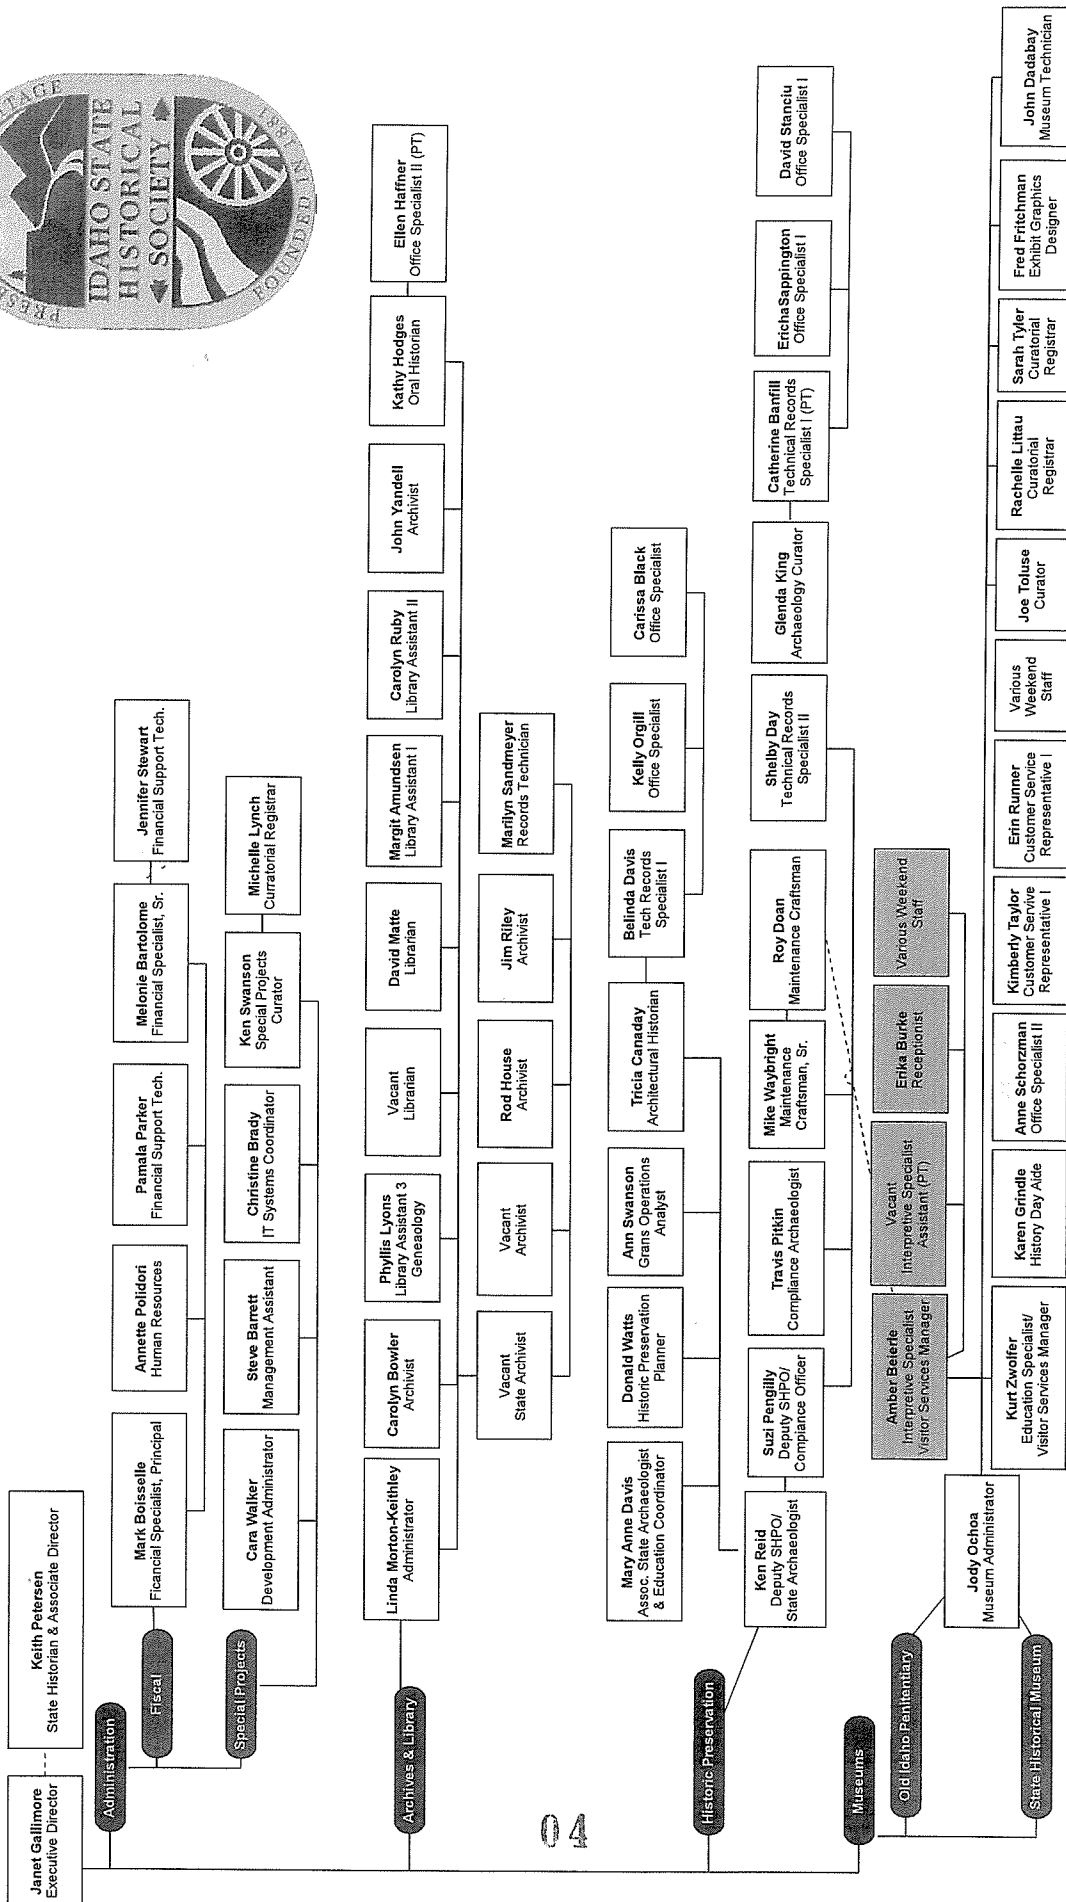 PRESE
TAGE
IDAHO STATE
HISTORICAL
SOCIETY
FOUNDED IN 1881
Janet Gallimore
Executive Director
Keith Petersen
State Historian & Associate Director
Administration
Fiscal
Mark Boisselle
Ficancial Specialist, Principal
Annette Polidori
Human Resources
Pamala Parker
Financial Support Tech.
Melonie Bartolome
Financial Specialist, Sr.
Jennifer Stewart
Financial Support Tech.
Special Projects
Cara Walker
Development Administrator
Steve Barrett
Management Assistant
Christine Brady
IT Systems Coordinator
Ken Swanson
Special Projects
Curator
Michelle Lynch
Curratorial Registrar
Archives & Library
Linda Morton-Keithley
Administrator
Carolyn Bowler
Archivist
Phyllis Lyons
Library Assistant 3
Geneaology
Vacant
Librarian
David Matte
Librarian
Margit Amundsen
Library Assistant I
Carolyn Ruby
Library Assistant II
John Yandell
Archivist
Kathy Hodges
Oral Historian
Ellen Haffner
Office Specialist II (PT)
Vacant
State Archivist
Vacant
Archivist
Rod House
Archivist
Jim Riley
Archivist
Marilyn Sandmeyer
Records Technician
Historic Preservation
Mary Anne Davis
Assoc. State Archaeologist
& Education Coordinator
Donald Watts
Historic Preservation
Planner
Ann Swanson
Grans Operations
Analyst
Tricia Canaday
Architectural Historian
Belinda Davis
Tech Records
Specialist I
Kelly Orgill
Office Specialist
Carissa Black
Office Specialist
Ken Reid
Deputy SHPO/
State Archaeologist
Suzi Pengilly
Deputy SHPO/
Compliance Officer
Travis Pitkin
Compliance Archaeologist
Mike Waybright
Maintenance
Craftsman, Sr.
Roy Doan
Maintenance Craftsman
Shelby Day
Technical Records
Specialist II
Glenda King
Archaeology Curator
Catherine Banfill
Technical Records
Specialist I (PT)
ErichaSappington
Office Specialist I
David Stanciu
Office Specialist I
Museums
Old Idaho Penitentiary
State Historical Museum
Jody Ochoa
Museum Administrator
Amber Beierle
Interpretive Specialist
Visitor Services Manager
Vacant
Interpretive Specialist
Assistant (PT)
Erika Burke
Receptionist
Various Weekend
Staff
Kurt Zwolfer
Education Specialist/
Visitor Services Manager
Karen Grindle
History Day Aide
Anne Schorzman
Office Specialist II
Kimberly Taylor
Customer Servive
Representative I
Erin Runner
Customer Service
Representative I
Various
Weekend
Staff
Joe Toluse
Curator
Rachelle Littau
Curatorial
Registrar
Sarah Tyler
Curatorial
Registrar
Fred Fritchman
Exhibit Graphics
Designer
John Dadabay
Museum Technician
04